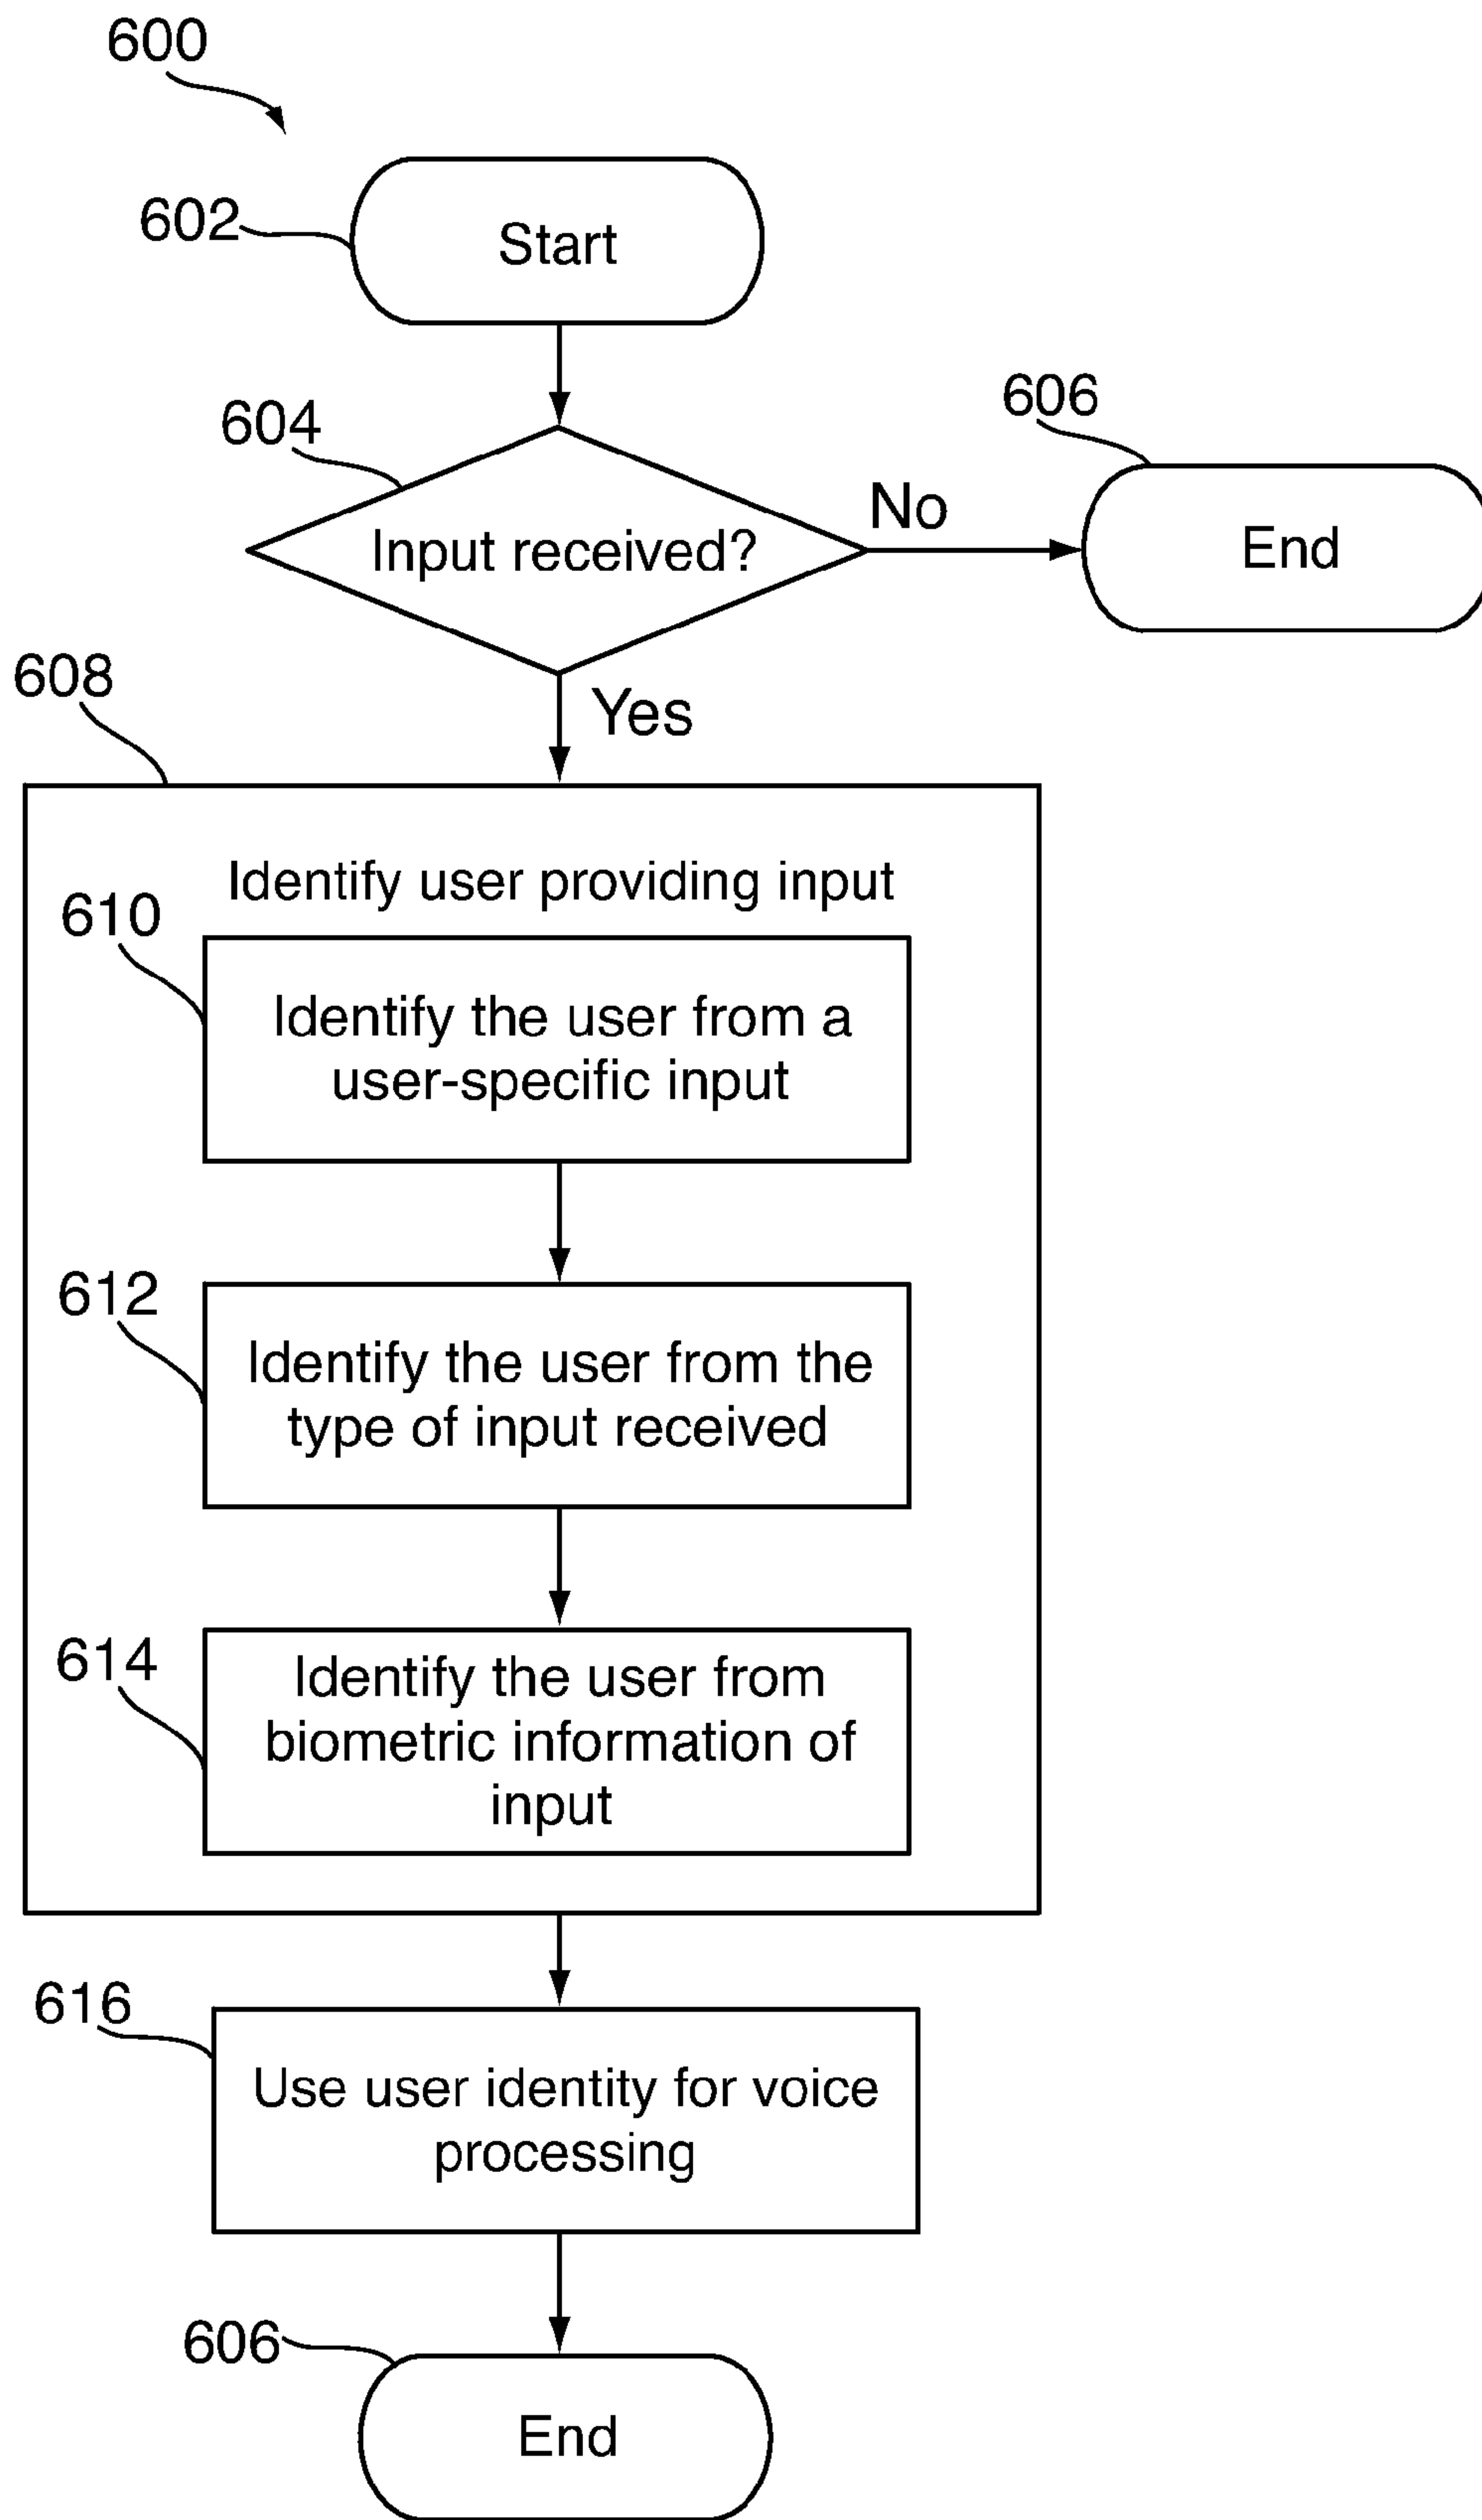 600
602
Start
604
606
Input received?
No
End
608
Yes
Identify user providing input
610
Identify the user from a
user-specific input
612
Identify the user from the
type of input received
614
Identify the user from
biometric information of
input
616
Use user identity for voice
processing
606
End